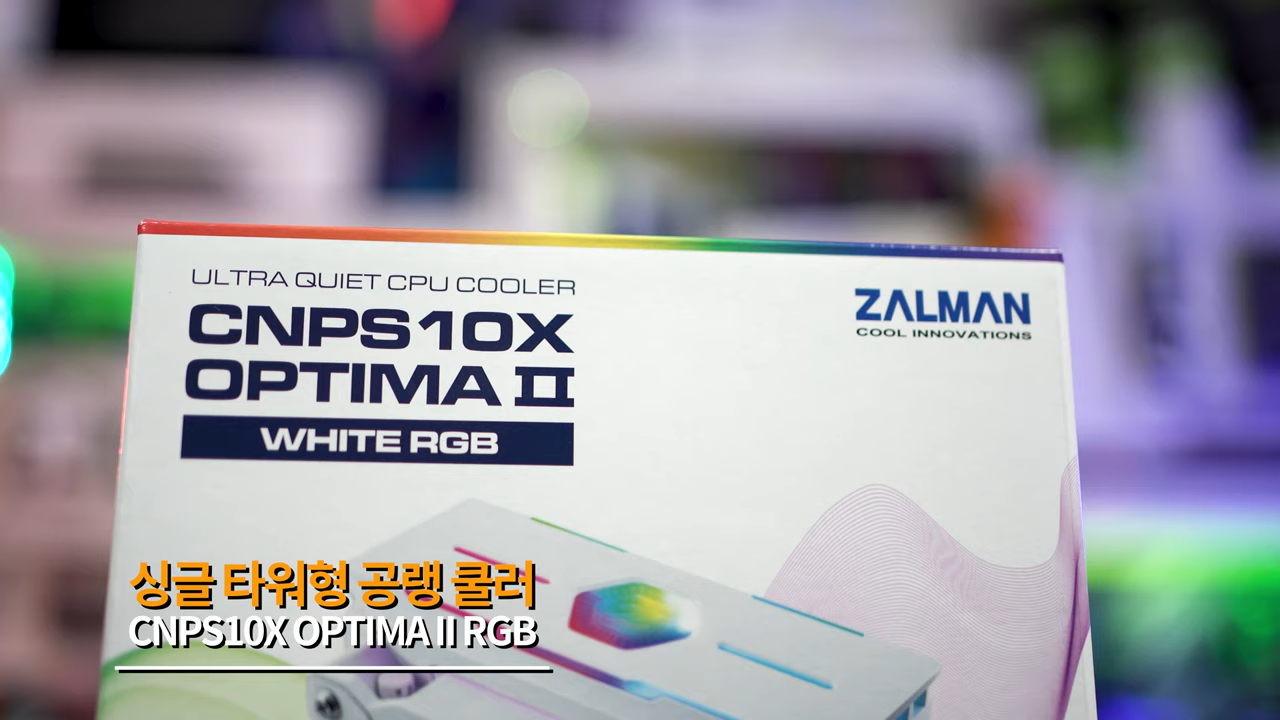 ULTRA QUIET CPU COOLER
CNPS10X
OPTIMA II
WHITE RGB
ZALMAN
COOL INNOVATIONS
싱글 타워형 공랭 쿨러
CNPS10X OPTIMA II RGB